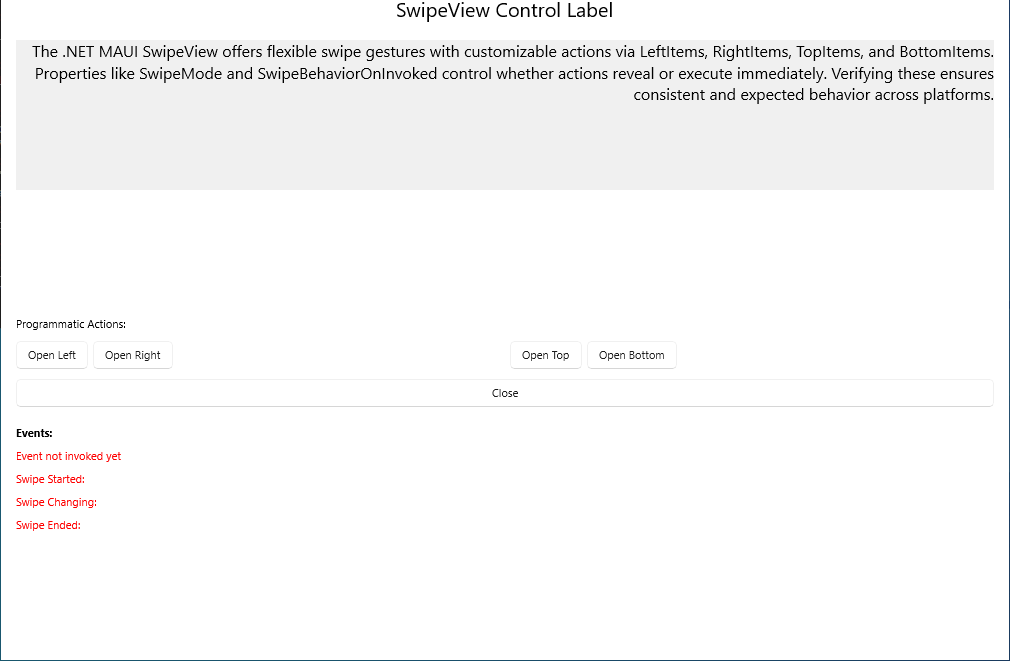 SwipeView Control Label
The .NET MAUI SwipeView offers flexible swipe gestures with customizable actions via LeftItems, RightItems, TopItems, and BottomItems.
Properties like SwipeMode and SwipeBehaviorOnInvoked control whether actions reveal or execute immediately. Verifying these ensures
consistent and expected behavior across platforms.
Programmatic Actions:
Open Left Open Right Open Top Open Bottom
Close
Events:
Event not invoked yet
Swipe Started:
Swipe Changing:
Swipe Ended: